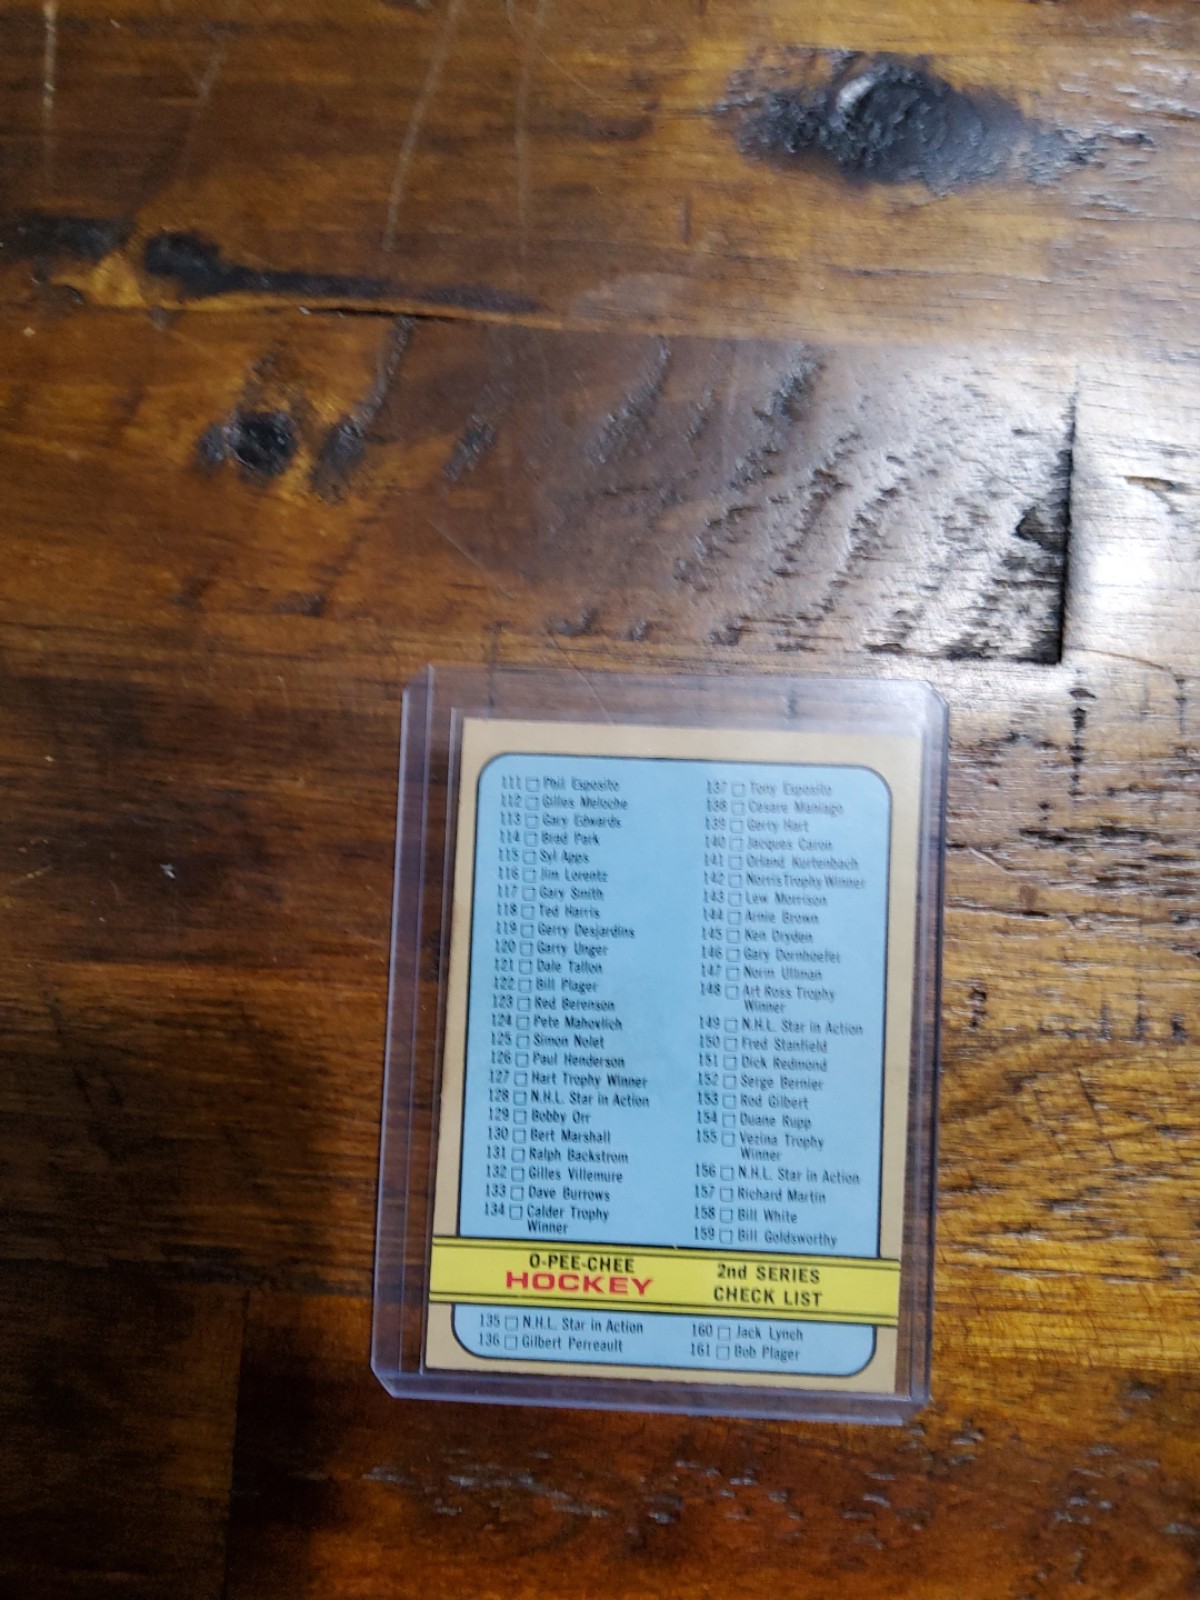 111 Phil Esposito
112 Gilles Meloche
113 Gary Edwards
114 Brad Park
115 Syl Apps
116 Jim Lorentz
117 Gary Smith
118 Ted Harris
119 Gerry Desjardins
120 Garry Unger
121 Dale Tallon
122 Bill Plager
123 Red Berenson
124 Pete Mahovlich
125 Simon Nolet
126 Paul Henderson
127 Hart Trophy Winner
128 N.H.L. Star in Action
129 Bobby Orr
130 Bert Marshall
131 Ralph Backstrom
132 Gilles Villemure
133 Dave Burrows
134 Calder Trophy
Winner
137 Tony Esposito
138 Cesare Maniago
139 Gerry Hart
140 Jacques Caron
141 Orland Kurtenbach
142 Norris Trophy Winner
143 Lew Morrison
144 Arnie Brown
145 Ken Dryden
146 Gary Dornhoefer
147 Norm Ullman
148 Art Ross Trophy
Winner
149 N.H.L. Star in Action
150 Fred Stanfield
151 Dick Redmond
152 Serge Bernier
153 Rod Gilbert
154 Duane Rupp
155 Vezina Trophy
Winner
156 N.H.L. Star in Action
157 Richard Martin
158 Bill White
159 Bill Goldsworthy
O-PEE-CHEE
HOCKEY
2nd SERIES
CHECK LIST
135 N.H.L. Star in Action
136 Gilbert Perreault
160 Jack Lynch
161 Bob Plager